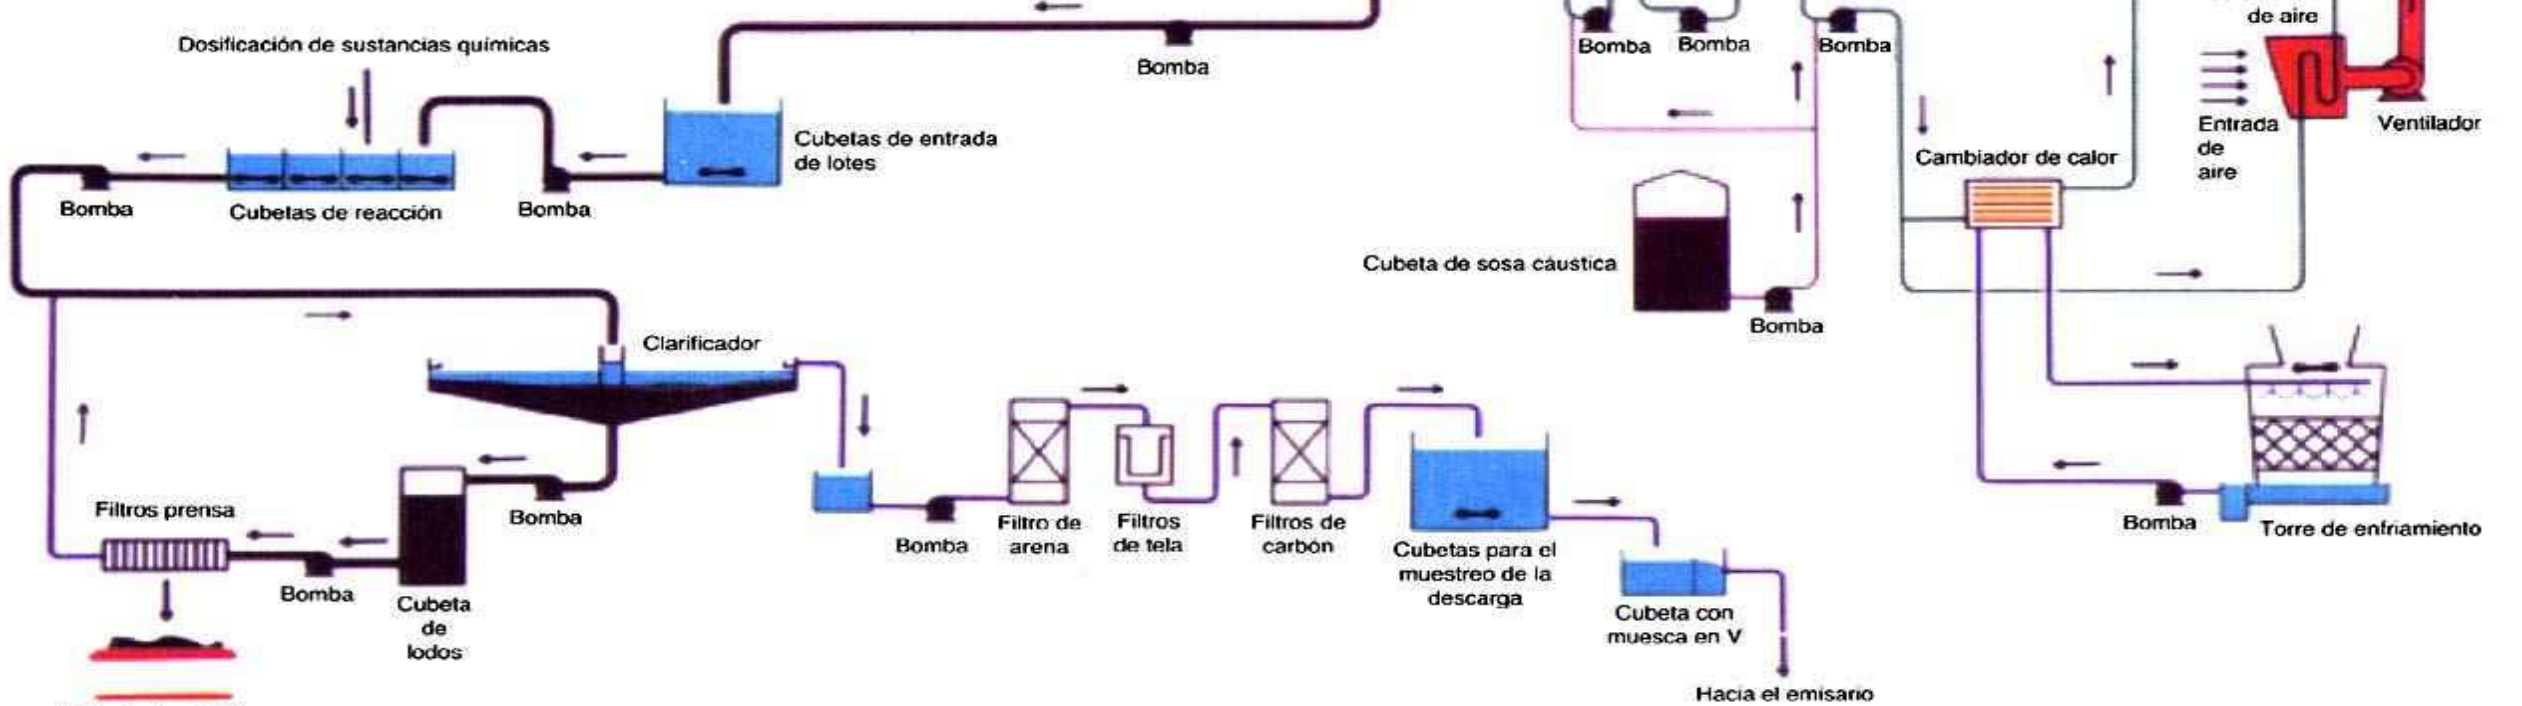 de aire
Bomba
Bomba
Bomba
Dosificación de sustancias químicas
Bomba
Entrada
de
aire
Ventilador
Cubetas de entrada
de lotes
Cambiador de calor
Bomba
Cubetas de reacción
Bomba
Cubeta de sosa cáustica
Bomba
Clarificador
Filtros prensa
Bomba
Bomba
Filtro de
arena
Filtros
de tela
Filtros de
carbón
Bomba
Torre de enfriamiento
Cubetas para el
muestreo de la
descarga
Bomba
Cubeta
de
lodos
Cubeta con
muesca en V
Hacia el emisario